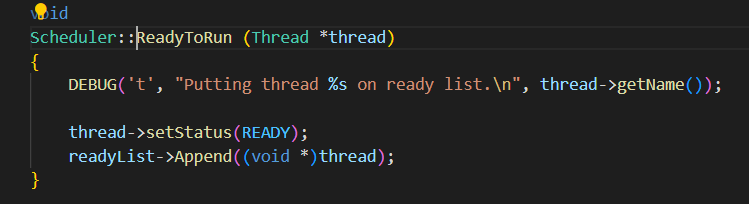 void
Scheduler::ReadyToRun (Thread *thread)
{
    DEBUG('t', "Putting thread %s on ready list.\n", thread->getName());

    thread->setStatus(READY);
    readyList->Append((void *)thread);
}